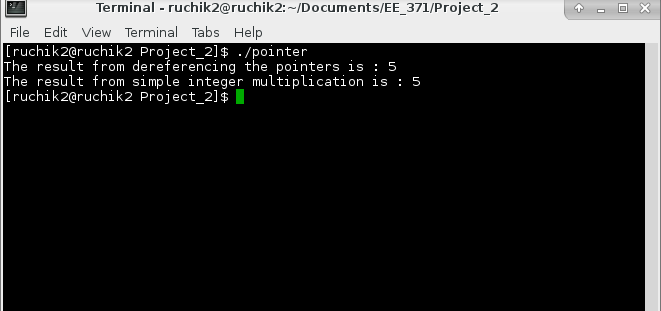 Terminal - ruchik2@ruchik2:~/Documents/EE_371/Project_2
File Edit View Terminal Tabs Help
[ruchik2@ruchik2 Project_2]$ ./pointer
The result from dereferencing the pointers is : 5
The result from simple integer multiplication is : 5
[ruchik2@ruchik2 Project_2]$